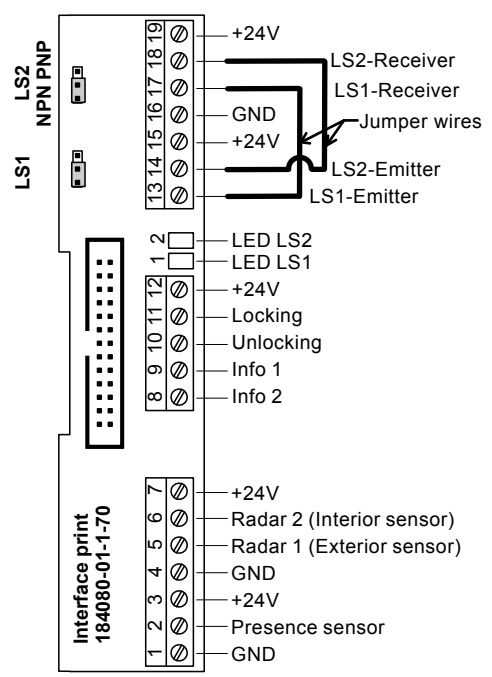 LS2
NPN PNP
LS1
19 +24V
18 LS2-Receiver
17 LS1-Receiver
16 GND
Jumper wires
15 +24V
14 LS2-Emitter
13 LS1-Emitter
2 LED LS2
1 LED LS1
12 +24V
11 Locking
10 Unlocking
9 Info 1
8 Info 2
7 +24V
6 Radar 2 (Interior sensor)
5 Radar 1 (Exterior sensor)
4 GND
3 +24V
2 Presence sensor
1 GND
Interface print
184080-01-1-70